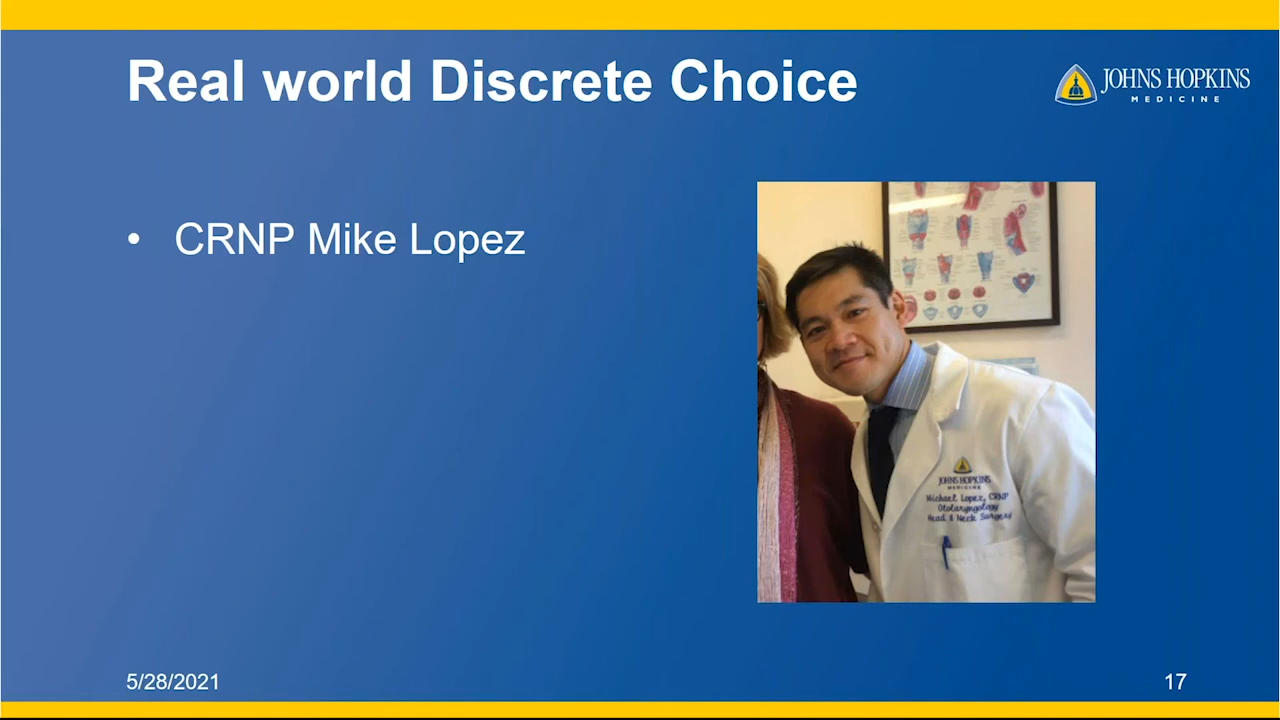 Real world Discrete Choice
JOHNS HOPKINS
MEDICINE
• CRNP Mike Lopez
JOHNS HOPKINS
MEDICINE
Michael Lopez, CRNP
Otolaryngology
Head & Neck Surgery
5/28/2021
17